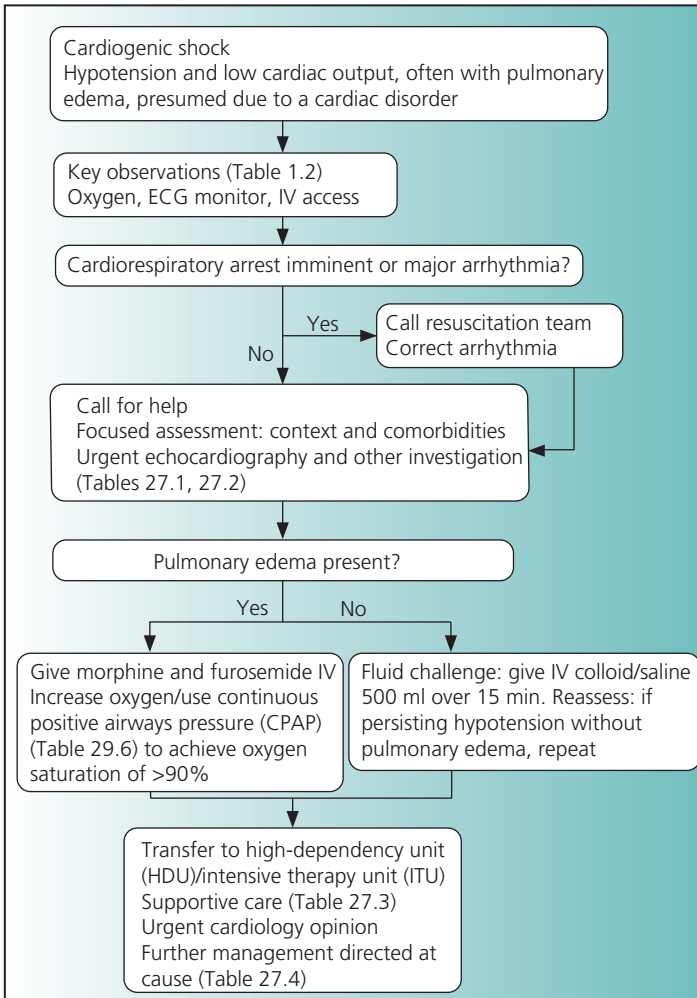 Cardiogenic shock
Hypotension and low cardiac output, often with pulmonary
edema, presumed due to a cardiac disorder
Key observations (Table 1.2)
Oxygen, ECG monitor, IV access
Cardiorespiratory arrest imminent or major arrhythmia?
Yes
No
Call resuscitation team
Correct arrhythmia
Call for help
Focused assessment: context and comorbidities
Urgent echocardiography and other investigation
(Tables 27.1, 27.2)
Pulmonary edema present?
Yes
No
Give morphine and furosemide IV
Increase oxygen/use continuous
positive airways pressure (CPAP)
(Table 29.6) to achieve oxygen
saturation of >90%
Fluid challenge: give IV colloid/saline
500 ml over 15 min. Reassess: if
persisting hypotension without
pulmonary edema, repeat
Transfer to high-dependency unit
(HDU)/intensive therapy unit (ITU)
Supportive care (Table 27.3)
Urgent cardiology opinion
Further management directed at
cause (Table 27.4)